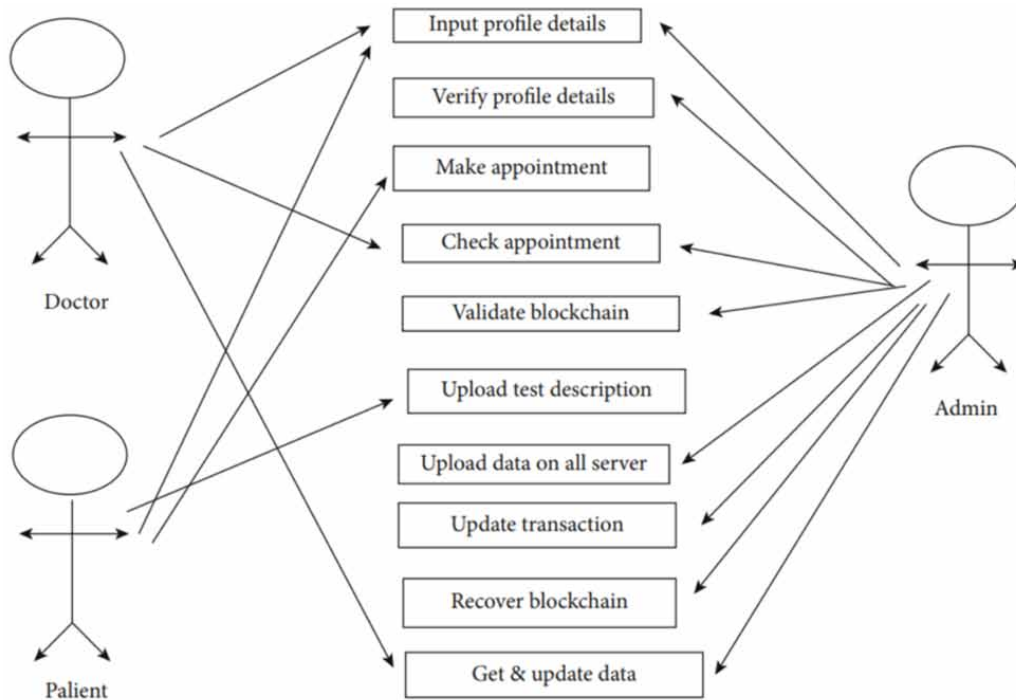 Input profile details
Verify profile details
Make appointment
Check appointment
Doctor
Validate blockchain
Upload test description
Admin
Upload data on all server
Update transaction
Recover blockchain
Get & update data
Palient